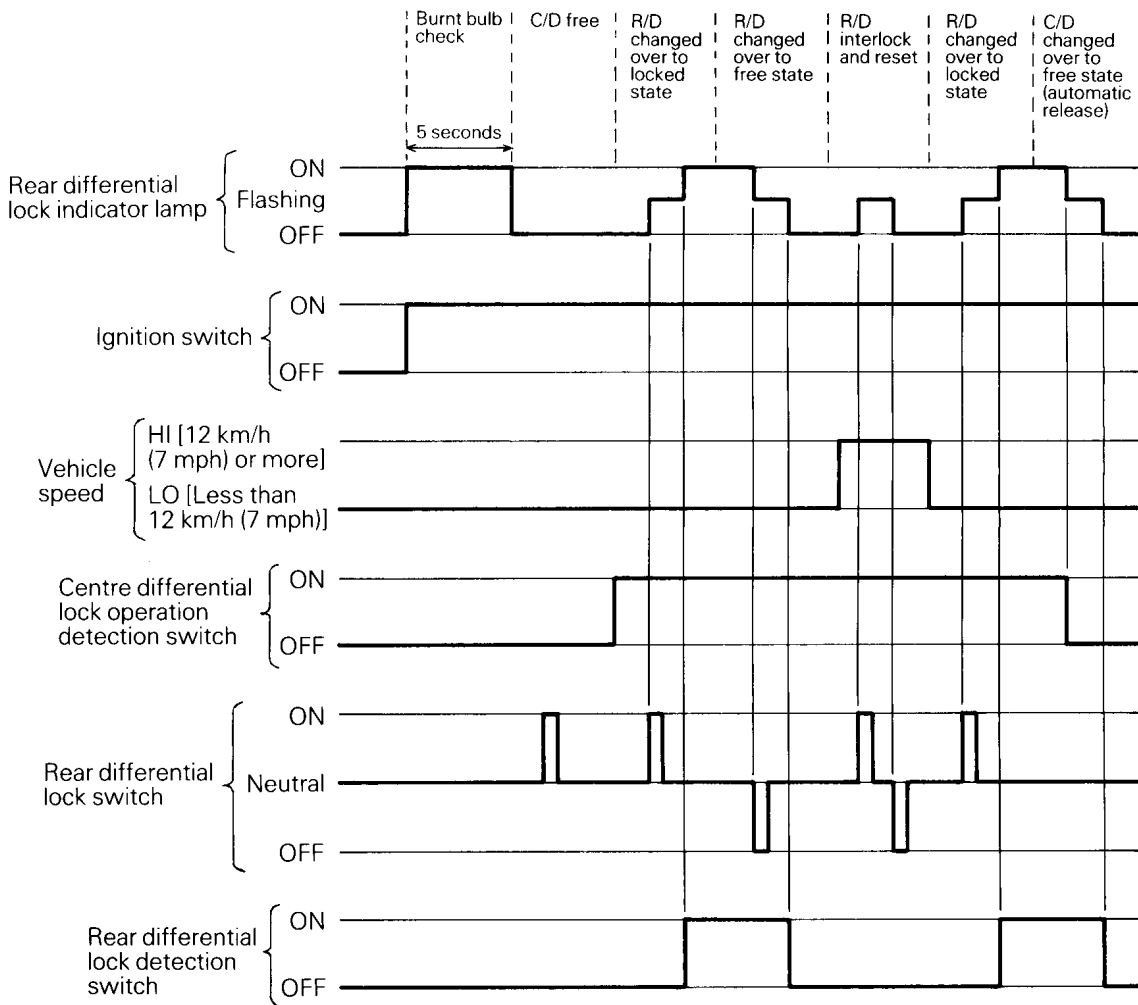 Burnt bulb
check
C/D free
R/D
changed
over to
locked
state
R/D
changed
over to
free state
R/D
interlock
and reset
R/D
changed
over to
locked
state
C/D
changed
over to
free state
(automatic
release)
5 seconds
Rear differential
lock indicator lamp
ON
Flashing
OFF
Ignition switch
ON
OFF
Vehicle
speed
HI [12 km/h
(7 mph) or more]
LO [Less than
12 km/h (7 mph)]
Centre differential
lock operation
detection switch
ON
OFF
Rear differential
lock switch
ON
Neutral
OFF
Rear differential
lock detection
switch
ON
OFF